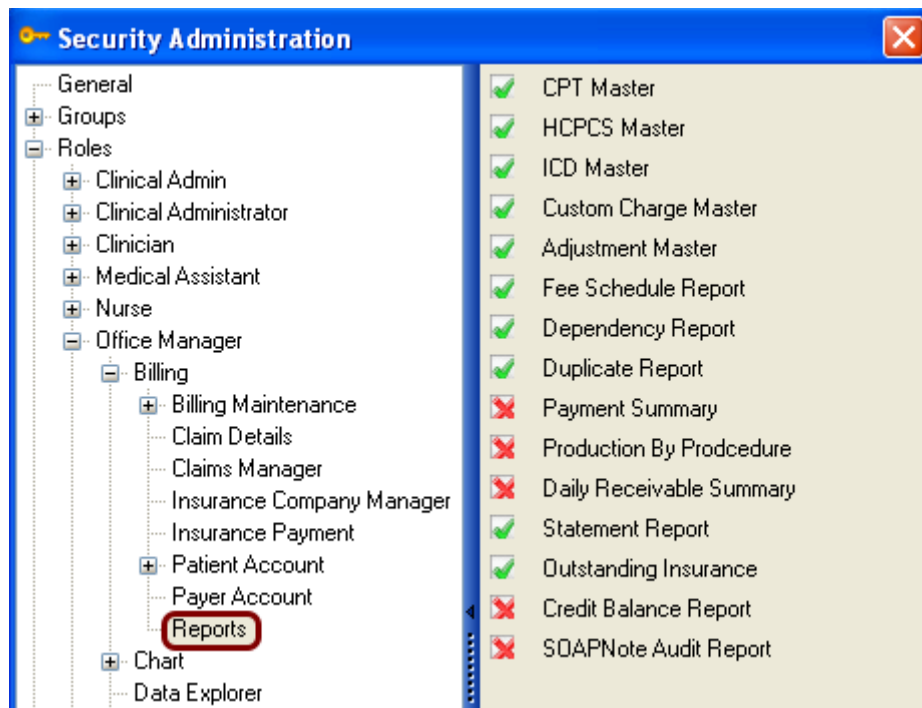 Security Administration
General
Groups
Roles
Clinical Admin
Clinical Administrator
Clinician
Medical Assistant
Nurse
Office Manager
Billing
Billing Maintenance
Claim Details
Claims Manager
Insurance Company Manager
Insurance Payment
Patient Account
Payer Account
Reports
Chart
Data Explorer
CPT Master
HCPCS Master
ICD Master
Custom Charge Master
Adjustment Master
Fee Schedule Report
Dependency Report
Duplicate Report
Payment Summary
Production By Prodcedure
Daily Receivable Summary
Statement Report
Outstanding Insurance
Credit Balance Report
SOAPNote Audit Report